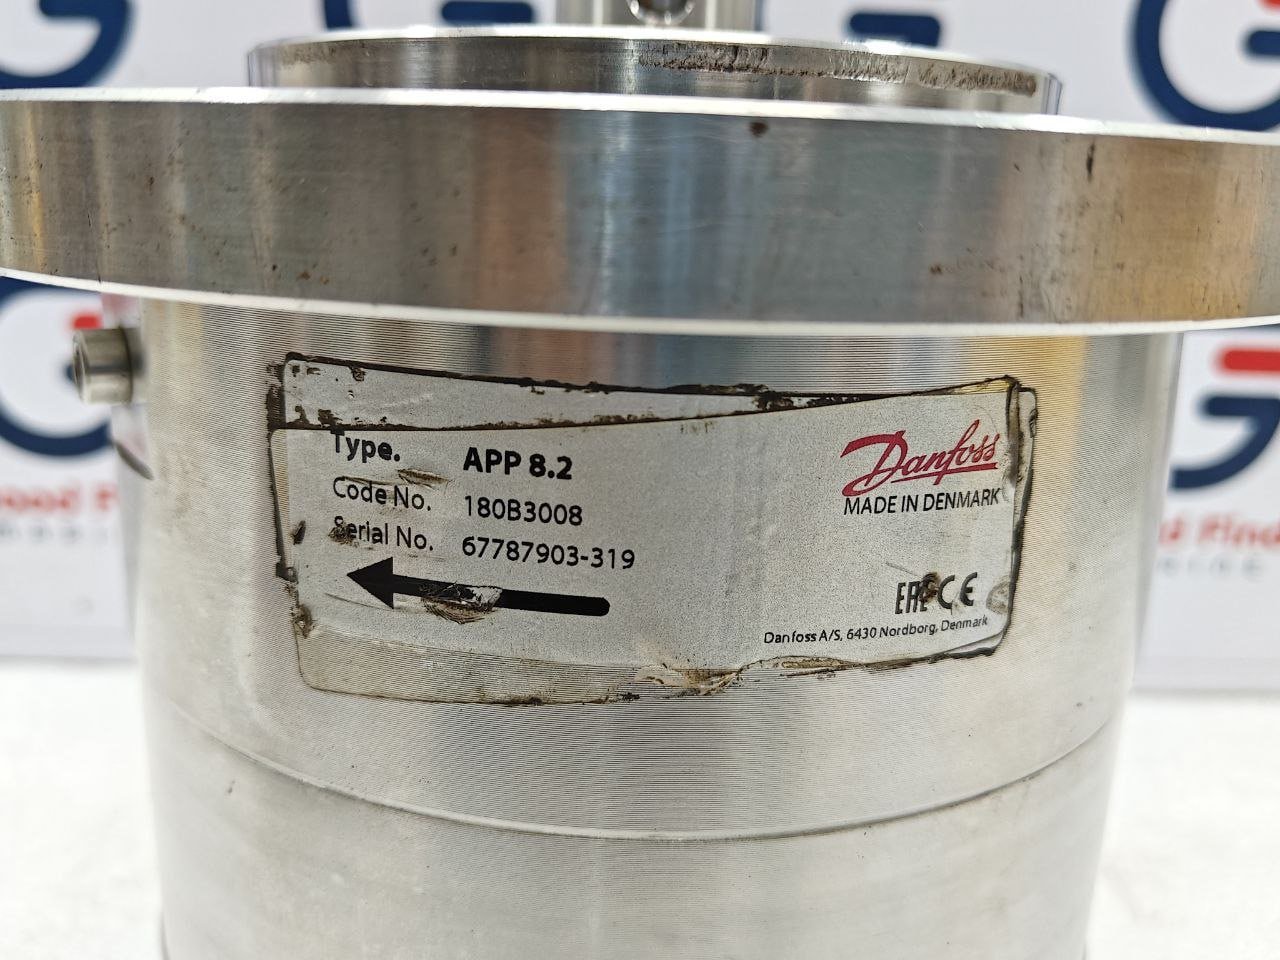 Type. APP 8.2
Code No. 180B3008
Serial No. 67787903-319
Danfoss
MADE IN DENMARK
EAC CE
Danfoss A/S, 6430 Nordborg, Denmark